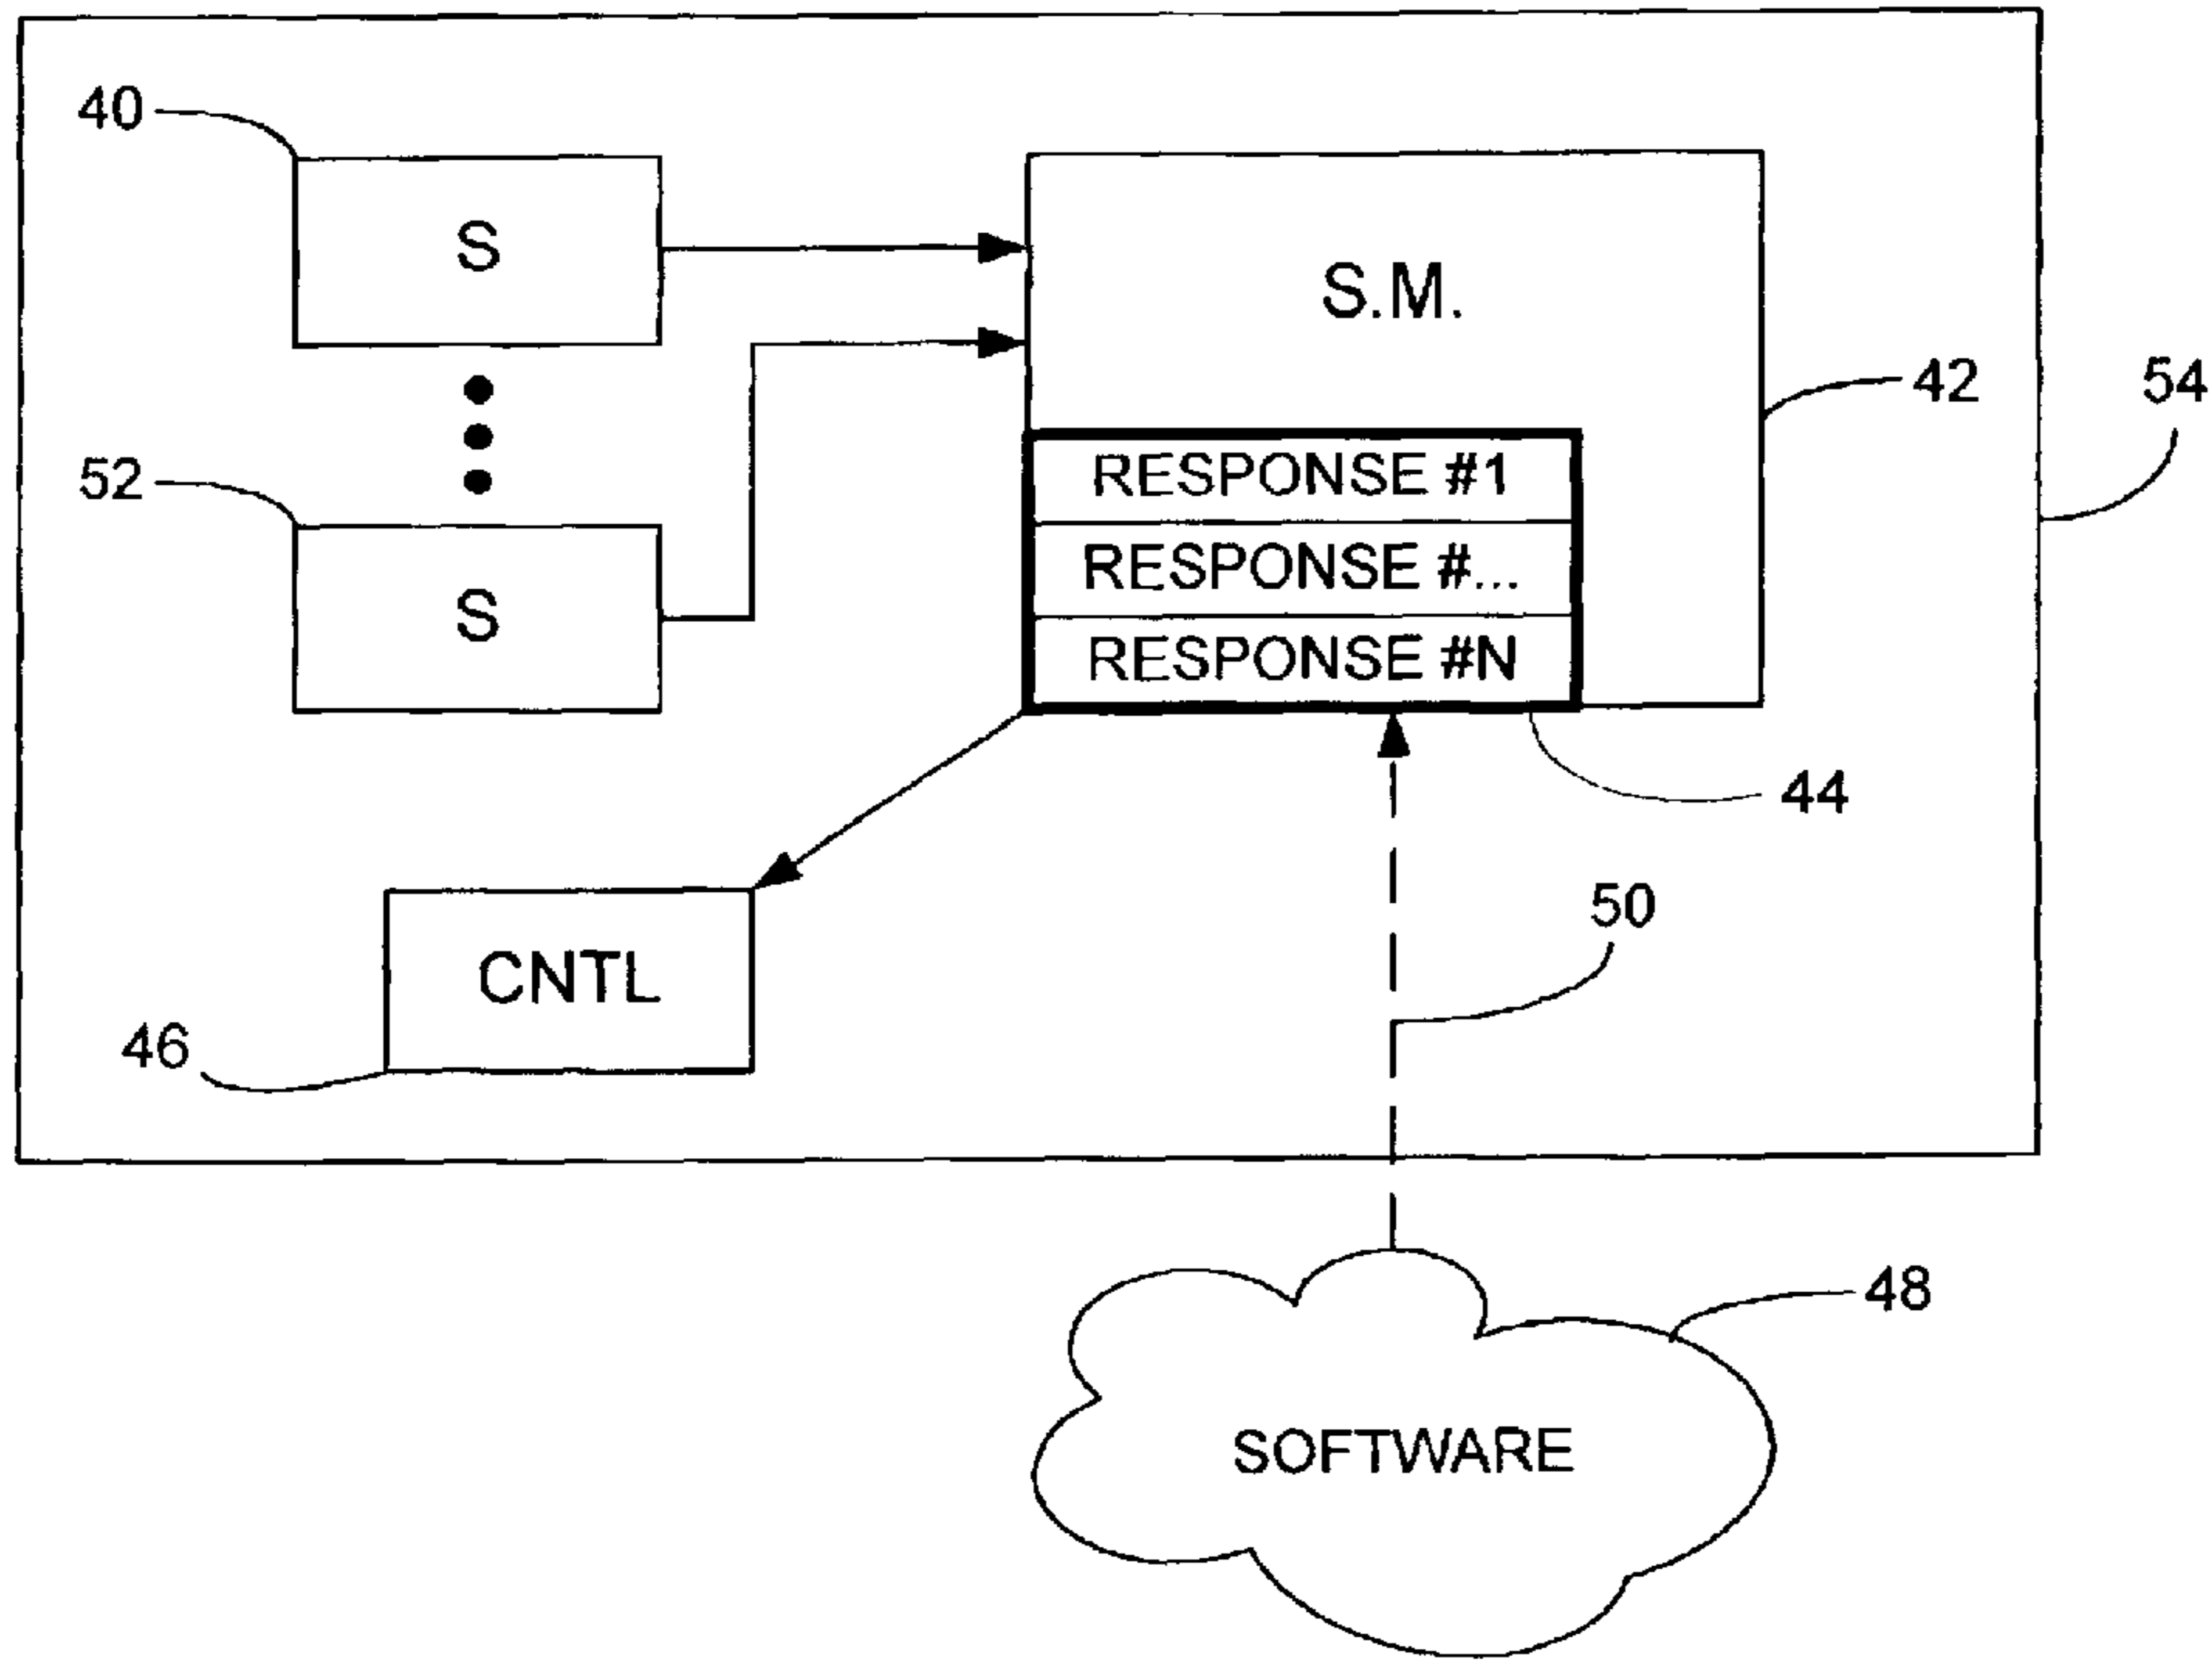 40
S
S.M.
42
54
52
RESPONSE #1
RESPONSE #...
S
RESPONSE #N
44
50
CNTL
46
48
SOFTWARE